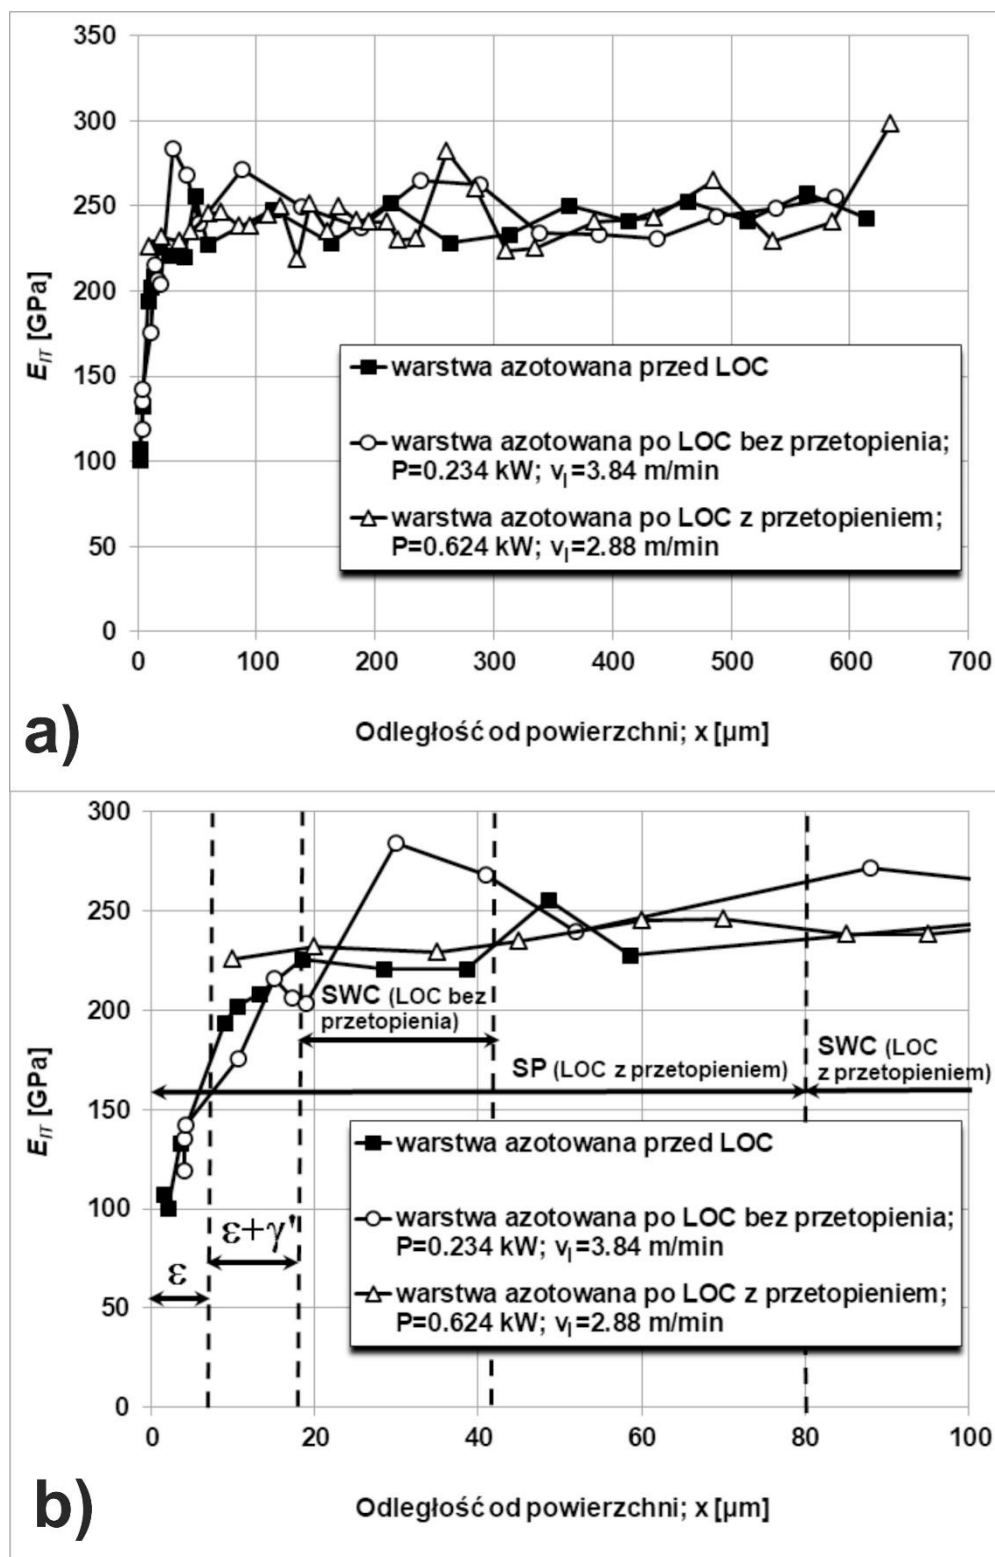 350
300
250
200
150
100
50
0
E_IT [GPa]
warstwa azotowana przed LOC
warstwa azotowana po LOC bez przetopienia;
P=0.234 kW; v_l=3.84 m/min
warstwa azotowana po LOC z przetopieniem;
P=0.624 kW; v_l=2.88 m/min
0 100 200 300 400 500 600 700
Odległość od powierzchni; x [µm]
a)
300
250
200
150
100
50
0
E_IT [GPa]
SWC (LOC bez
przetopienia)
SP (LOC z przetopieniem)
SWC (LOC
z przetopieniem)
ε+γ'
ε
warstwa azotowana przed LOC
warstwa azotowana po LOC bez przetopienia;
P=0.234 kW; v_l=3.84 m/min
warstwa azotowana po LOC z przetopieniem;
P=0.624 kW; v_l=2.88 m/min
0 20 40 60 80 100
Odległość od powierzchni; x [µm]
b)